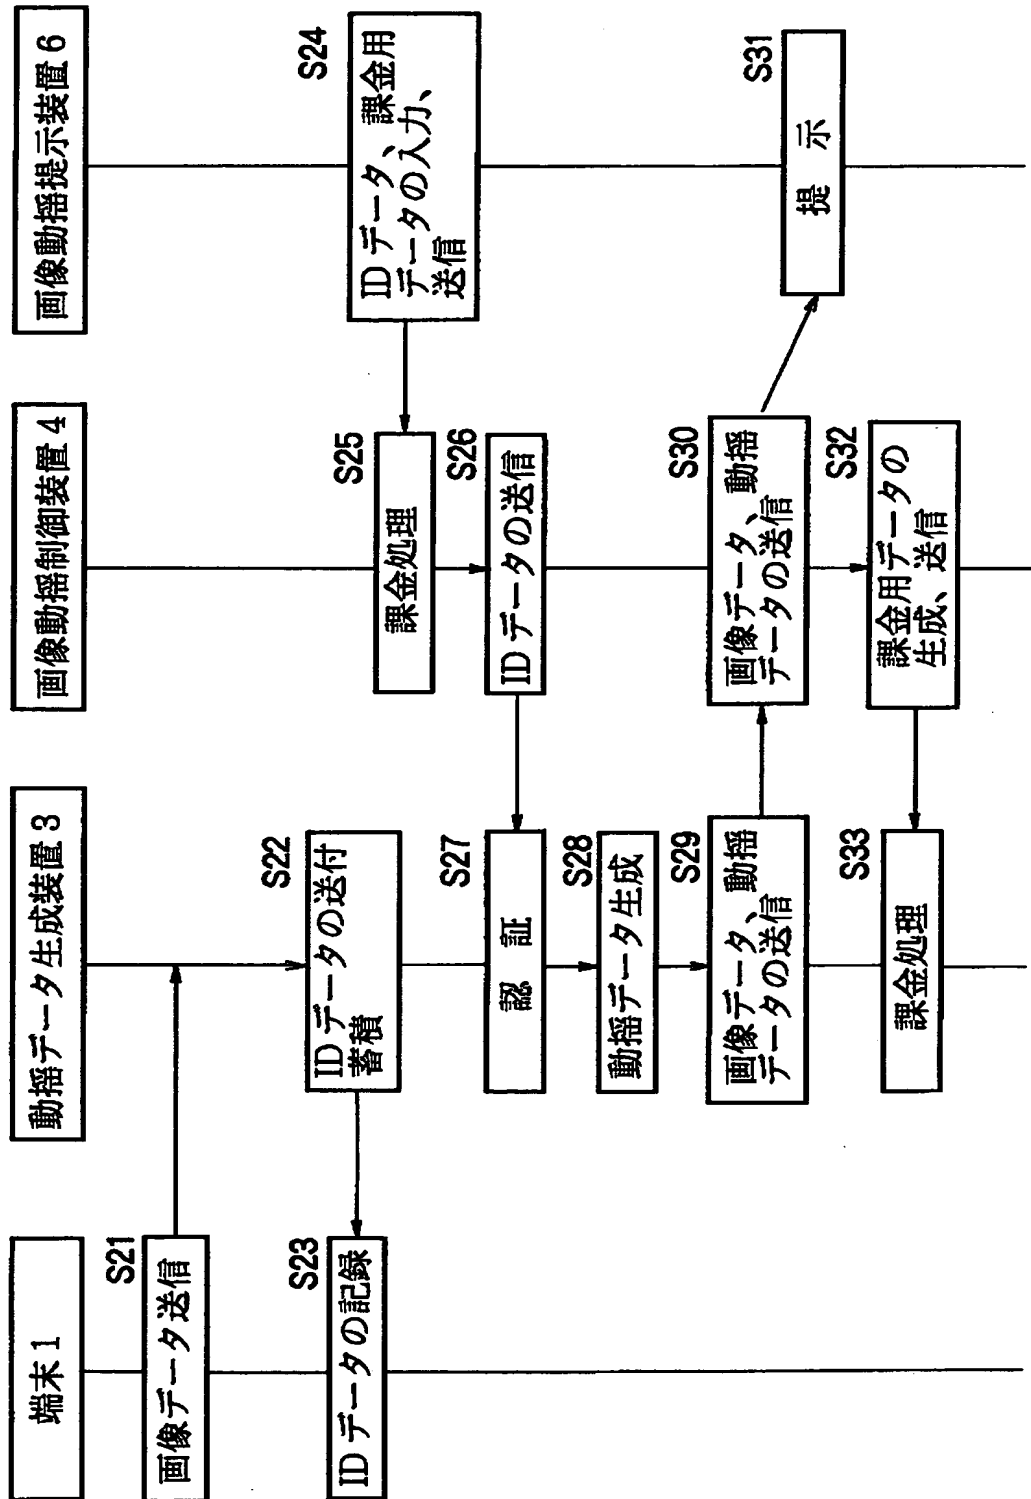 端末1
動揺データ生成装置3
画像動揺制御装置4
画像動揺提示装置6
S21
画像データ送信
S22
IDデータの送付
蓄積
S23
IDデータの記録
S24
IDデータ、課金用
データの入力、
送信
S25
課金処理
S26
IDデータの送信
S27
認 証
S28
動揺データ生成
S29
画像データ、動揺
データの送信
S30
画像データ、動揺
データの送信
S31
提 示
S32
課金用データの
生成、送信
S33
課金処理